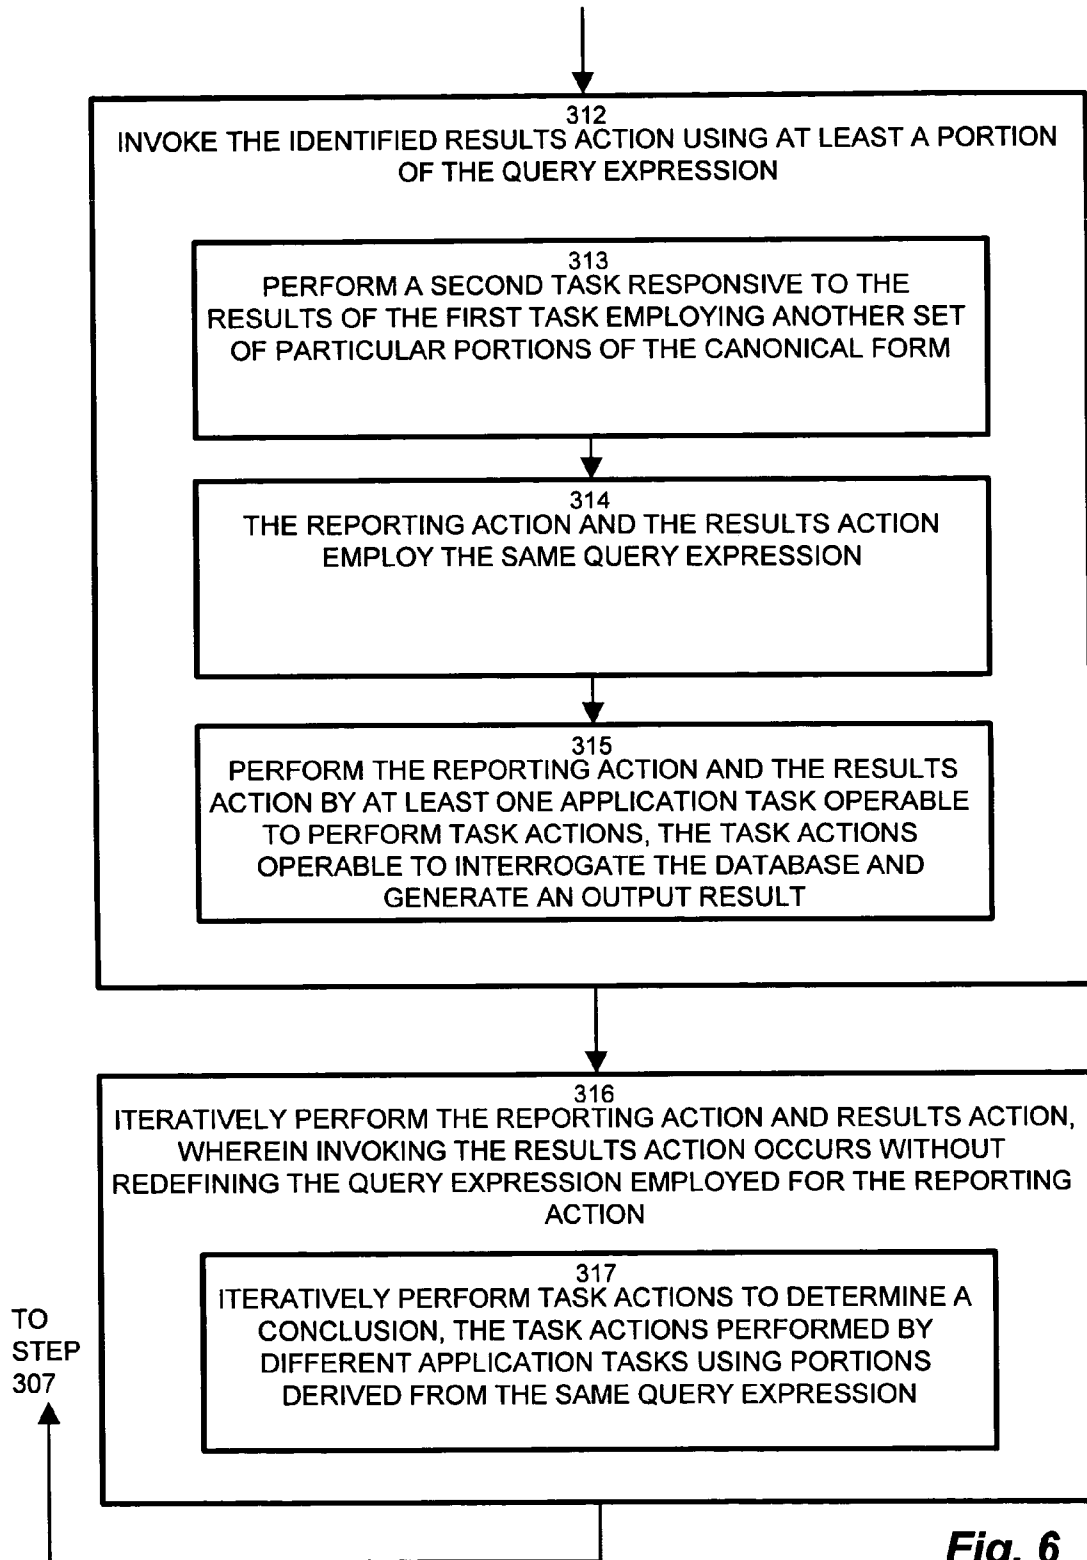 312
INVOKE THE IDENTIFIED RESULTS ACTION USING AT LEAST A PORTION
OF THE QUERY EXPRESSION
313
PERFORM A SECOND TASK RESPONSIVE TO THE
RESULTS OF THE FIRST TASK EMPLOYING ANOTHER SET
OF PARTICULAR PORTIONS OF THE CANONICAL FORM
314
THE REPORTING ACTION AND THE RESULTS ACTION
EMPLOY THE SAME QUERY EXPRESSION
315
PERFORM THE REPORTING ACTION AND THE RESULTS
ACTION BY AT LEAST ONE APPLICATION TASK OPERABLE
TO PERFORM TASK ACTIONS, THE TASK ACTIONS
OPERABLE TO INTERROGATE THE DATABASE AND
GENERATE AN OUTPUT RESULT
316
ITERATIVELY PERFORM THE REPORTING ACTION AND RESULTS ACTION,
WHEREIN INVOKING THE RESULTS ACTION OCCURS WITHOUT
REDEFINING THE QUERY EXPRESSION EMPLOYED FOR THE REPORTING
ACTION
317
ITERATIVELY PERFORM TASK ACTIONS TO DETERMINE A
CONCLUSION, THE TASK ACTIONS PERFORMED BY
DIFFERENT APPLICATION TASKS USING PORTIONS
DERIVED FROM THE SAME QUERY EXPRESSION
TO
STEP
307
Fig. 6